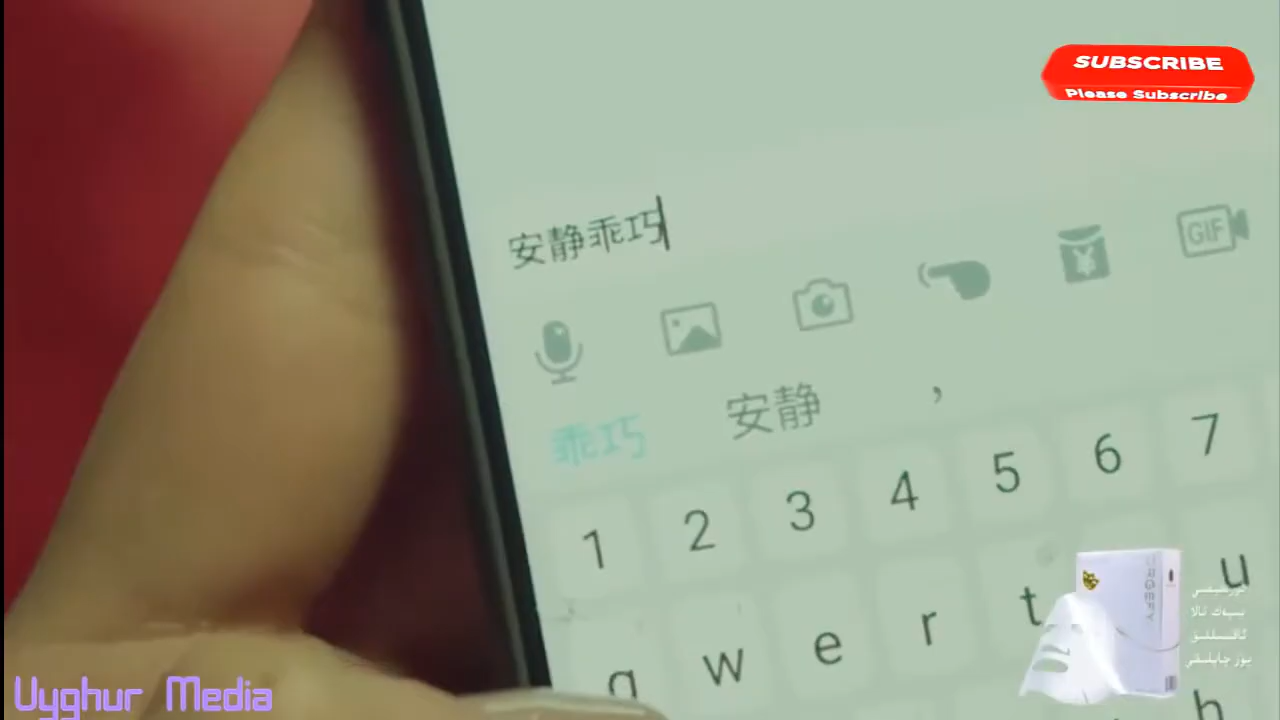 SUBSCRIBE
Please Subscribe
安静乖巧
GIF
乖巧 安静 ,
1 2 3 4 5 6 7
q w e r t u
h
Uyghur Media